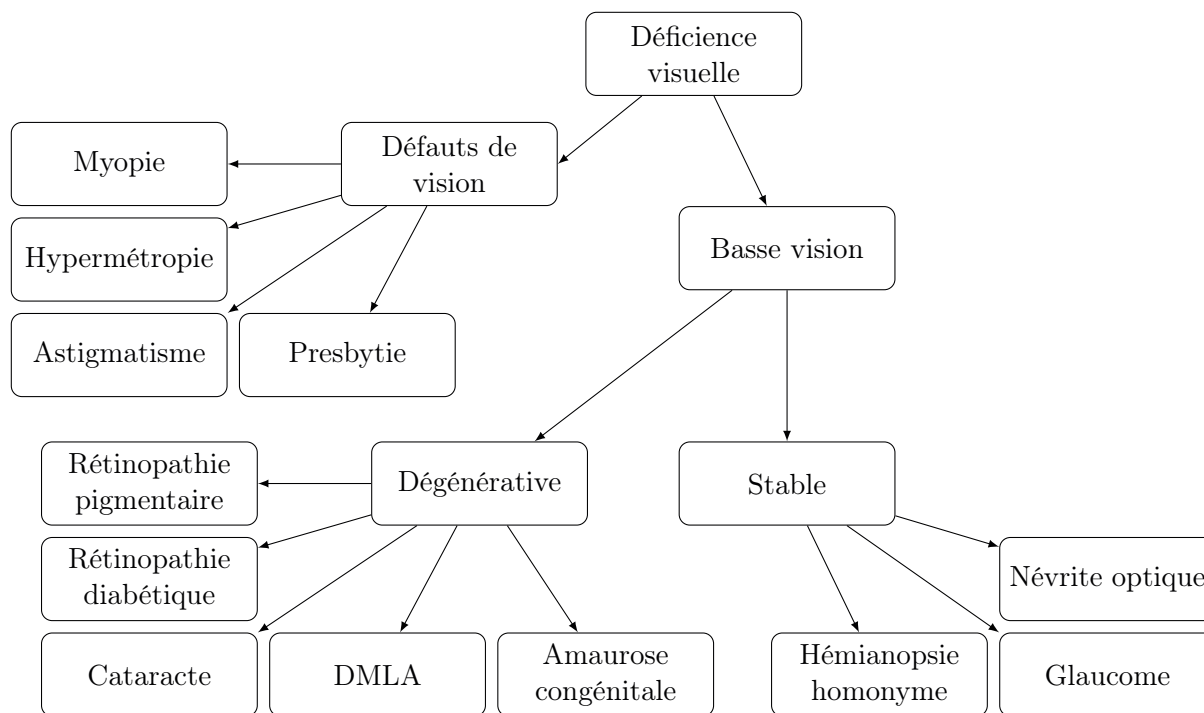 Déficience
visuelle
Myopie
Défauts de
vision
Hypermétropie
Basse vision
Astigmatisme
Presbytie
Rétinopathie
pigmentaire
Dégénérative
Stable
Rétinopathie
diabétique
Névrite optique
Cataracte
DMLA
Amaurose
congénitale
Hémianopsie
homonyme
Glaucome